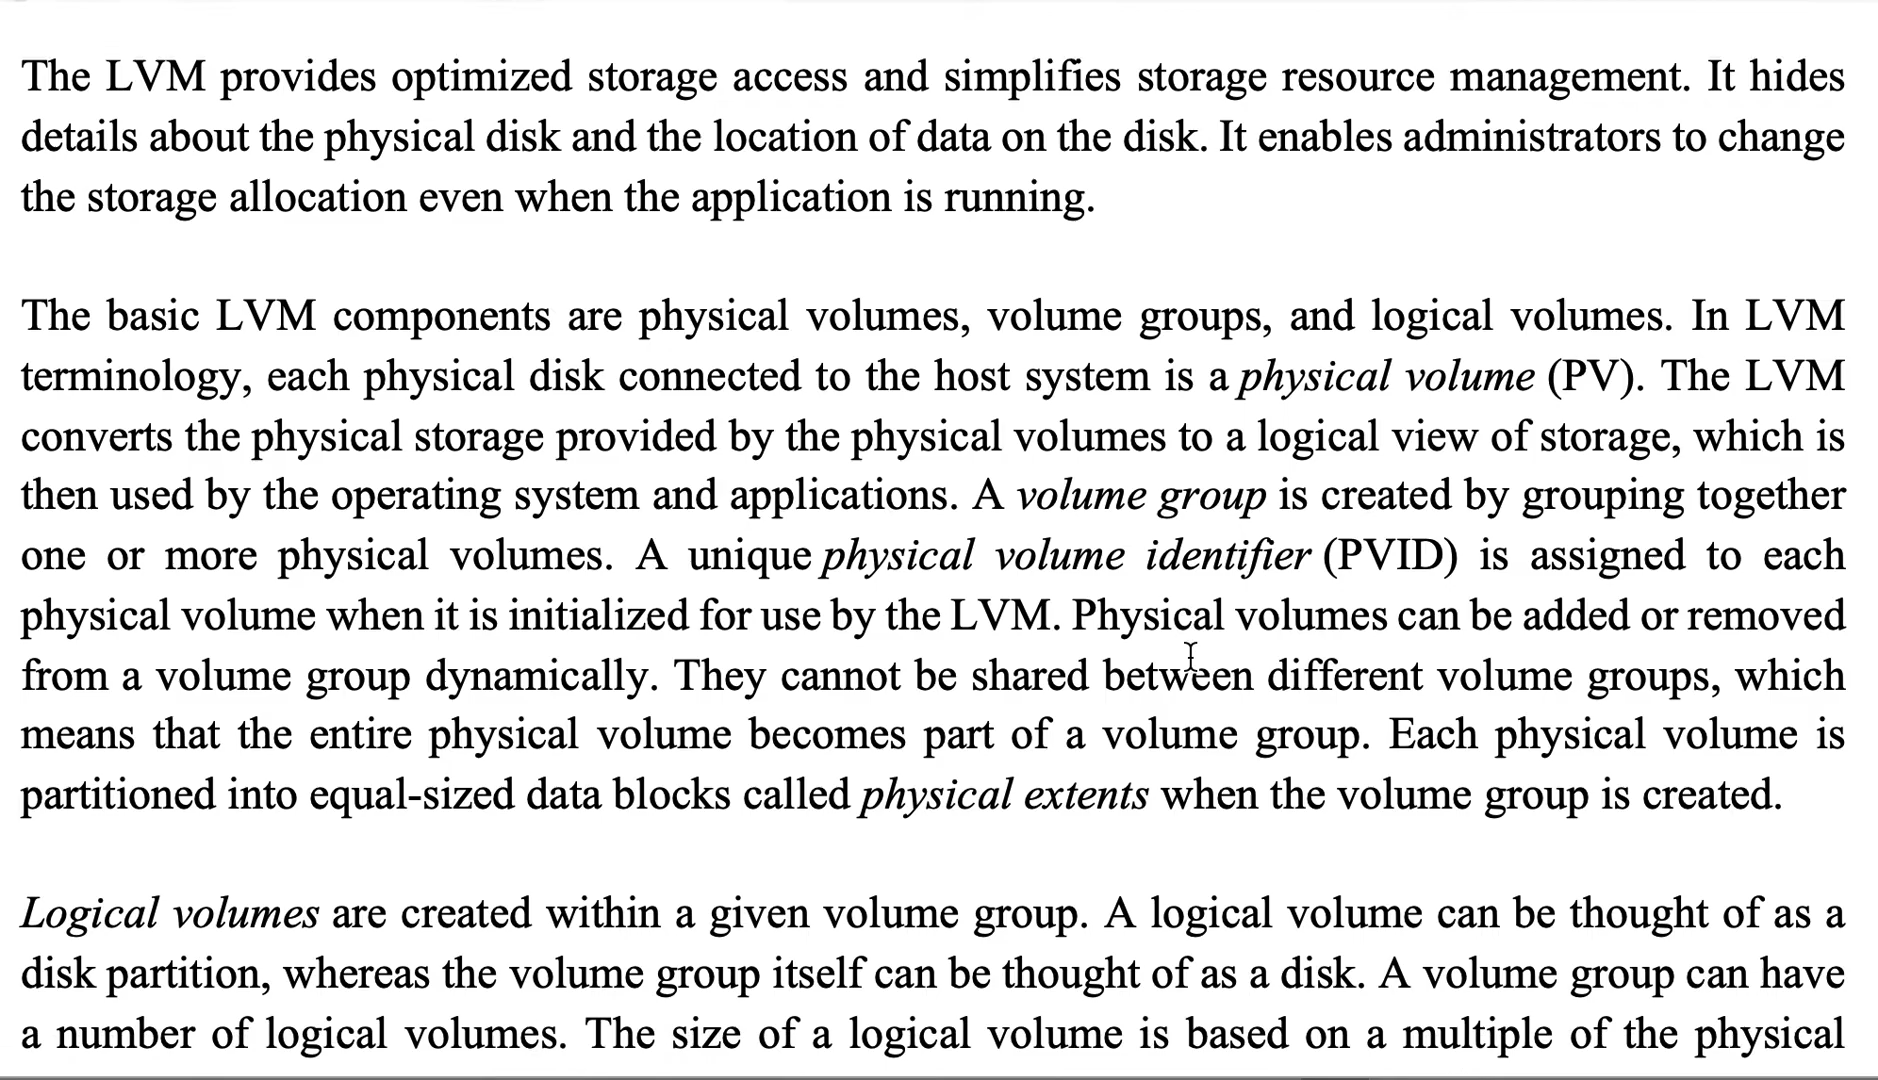 The LVM provides optimized storage access and simplifies storage resource management. It hides
details about the physical disk and the location of data on the disk. It enables administrators to change
the storage allocation even when the application is running.
The basic LVM components are physical volumes, volume groups, and logical volumes. In LVM
terminology, each physical disk connected to the host system is a physical volume (PV). The LVM
converts the physical storage provided by the physical volumes to a logical view of storage, which is
then used by the operating system and applications. A volume group is created by grouping together
one or more physical volumes. A unique physical volume identifier (PVID) is assigned to each
physical volume when it is initialized for use by the LVM. Physical volumes can be added or removed
from a volume group dynamically. They cannot be shared between different volume groups, which
means that the entire physical volume becomes part of a volume group. Each physical volume is
partitioned into equal-sized data blocks called physical extents when the volume group is created.
Logical volumes are created within a given volume group. A logical volume can be thought of as a
disk partition, whereas the volume group itself can be thought of as a disk. A volume group can have
a number of logical volumes. The size of a logical volume is based on a multiple of the physical